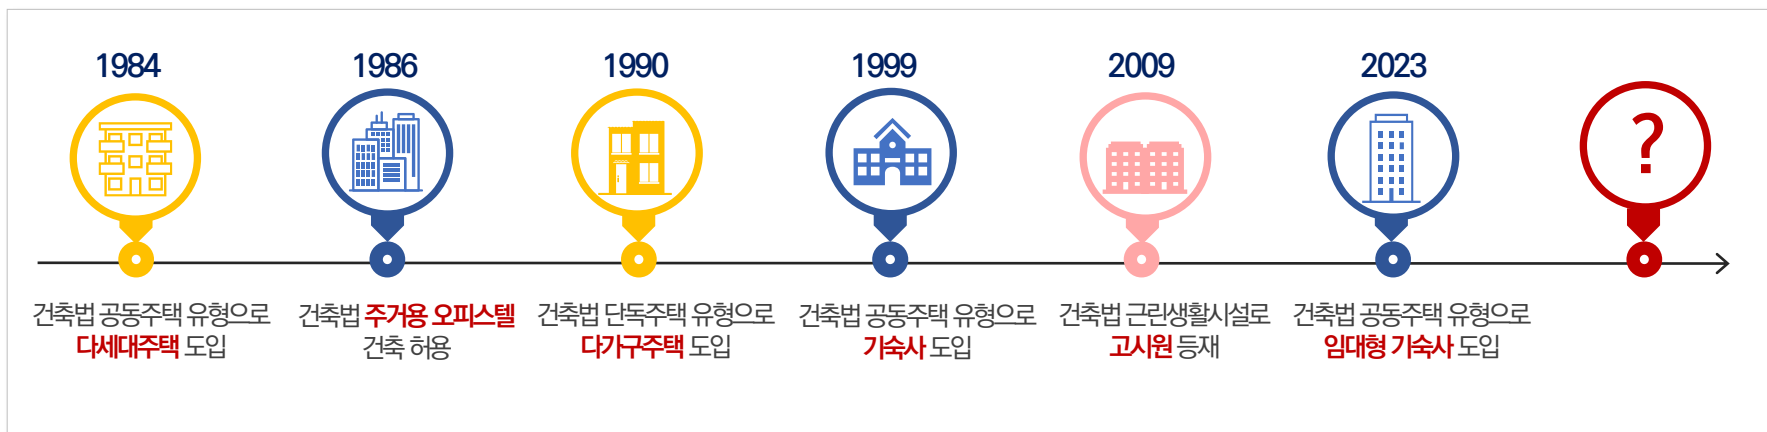 1984
1986
1990
1999
2009
2023
?
건축법 공동주택 유형으로
다세대주택 도입
건축법 주거용 오피스텔
건축 허용
건축법 단독주택 유형으로
다가구주택 도입
건축법 공동주택 유형으로
기숙사 도입
건축법 근린생활시설로
고시원 등재
건축법 공동주택 유형으로
임대형 기숙사 도입